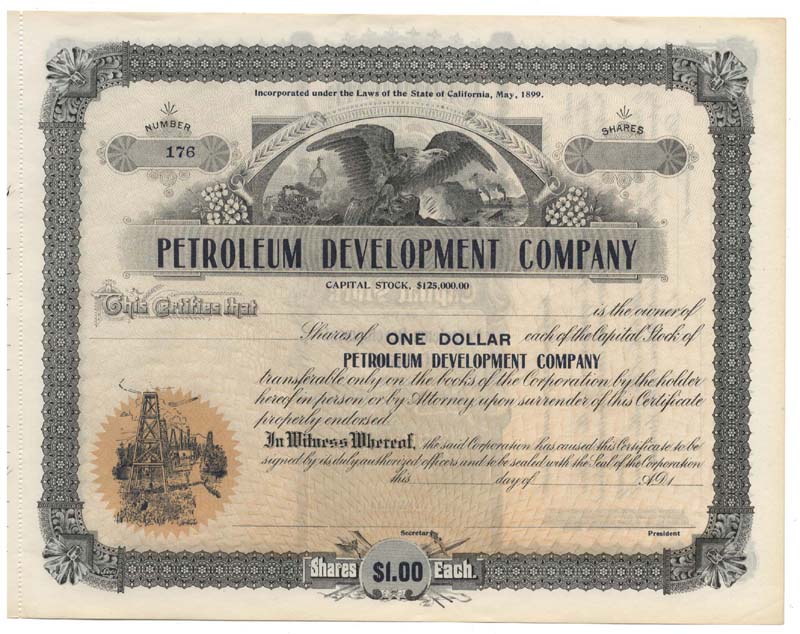 Incorporated under the Laws of the State of California, May, 1899.
NUMBER
176
SHARES
PETROLEUM DEVELOPMENT COMPANY
CAPITAL STOCK, $125,000.00
This Certifies that
is the owner of
Shares of ONE DOLLAR each of the Capital Stock of
PETROLEUM DEVELOPMENT COMPANY
transferable only on the books of the Corporation by the holder
hereof in person or by Attorney upon surrender of this Certificate
properly endorsed.
In Witness Whereof, the said Corporation has caused this Certificate to be
signed by its duly authorized officers and to be sealed with the Seal of the Corporation
this day of A.D. 1
Secretary
President
Shares $1.00 Each.